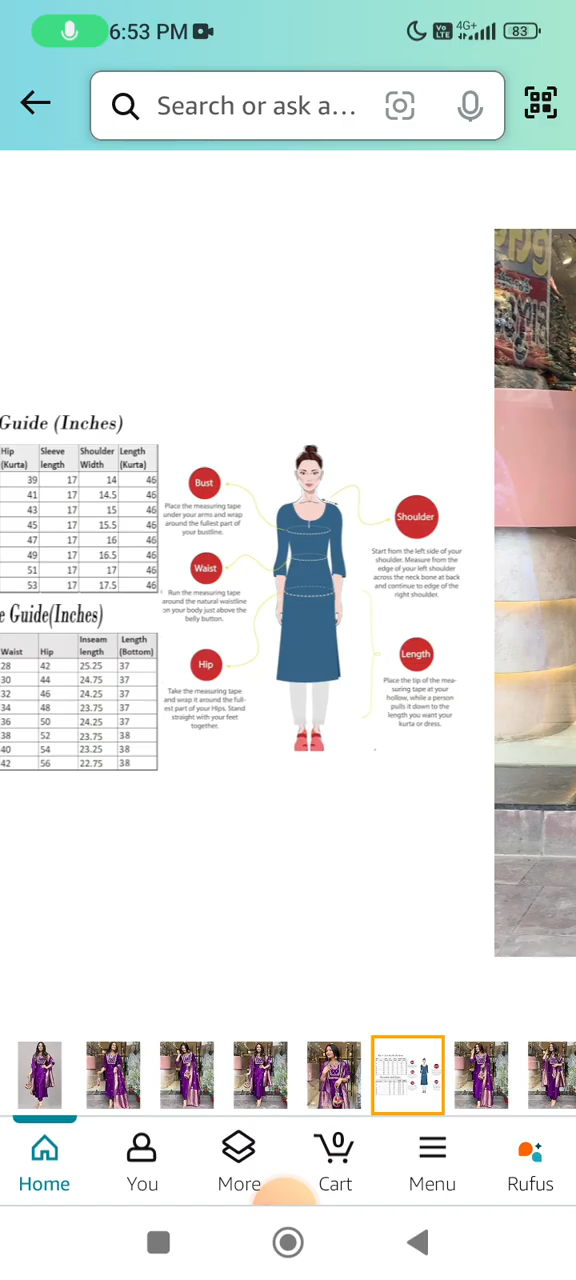 6:53 PM
Vo LTE
4G+
83
Search or ask a...
Guide (Inches)
Hip (Kurta) Sleeve length Shoulder Width Length (Kurta)
39 17 14 46
41 17 14.5 46
43 17 15 46
45 17 15.5 46
47 17 16 46
49 17 16.5 46
51 17 17 46
53 17 17.5 46
e Guide(Inches)
Waist Hip Inseam length Length (Bottom)
28 42 25.25 37
30 44 24.75 37
32 46 24.25 37
34 48 23.75 37
36 50 24.25 37
38 52 23.75 38
40 54 23.25 38
42 56 22.75 38
Bust
Place the measuring tape
under your arms and wrap
around the fullest part of
your bustline.
Waist
Run the measuring tape
around the natural waistline
on your body just above the
belly button.
Hip
Take the measuring tape
and wrap it around the full-
est part of your Hips. Stand
straight with your feet
together.
Shoulder
Start from the left side of your
shoulder. Measure from the
edge of your left shoulder
across the neck bone at back
and continue to edge of the
right shoulder.
Length
Place the tip of the mea-
suring tape at your
hollow, while a person
pulls it down to the
length you want your
kurta or dress.
0
Home You More Cart Menu Rufus